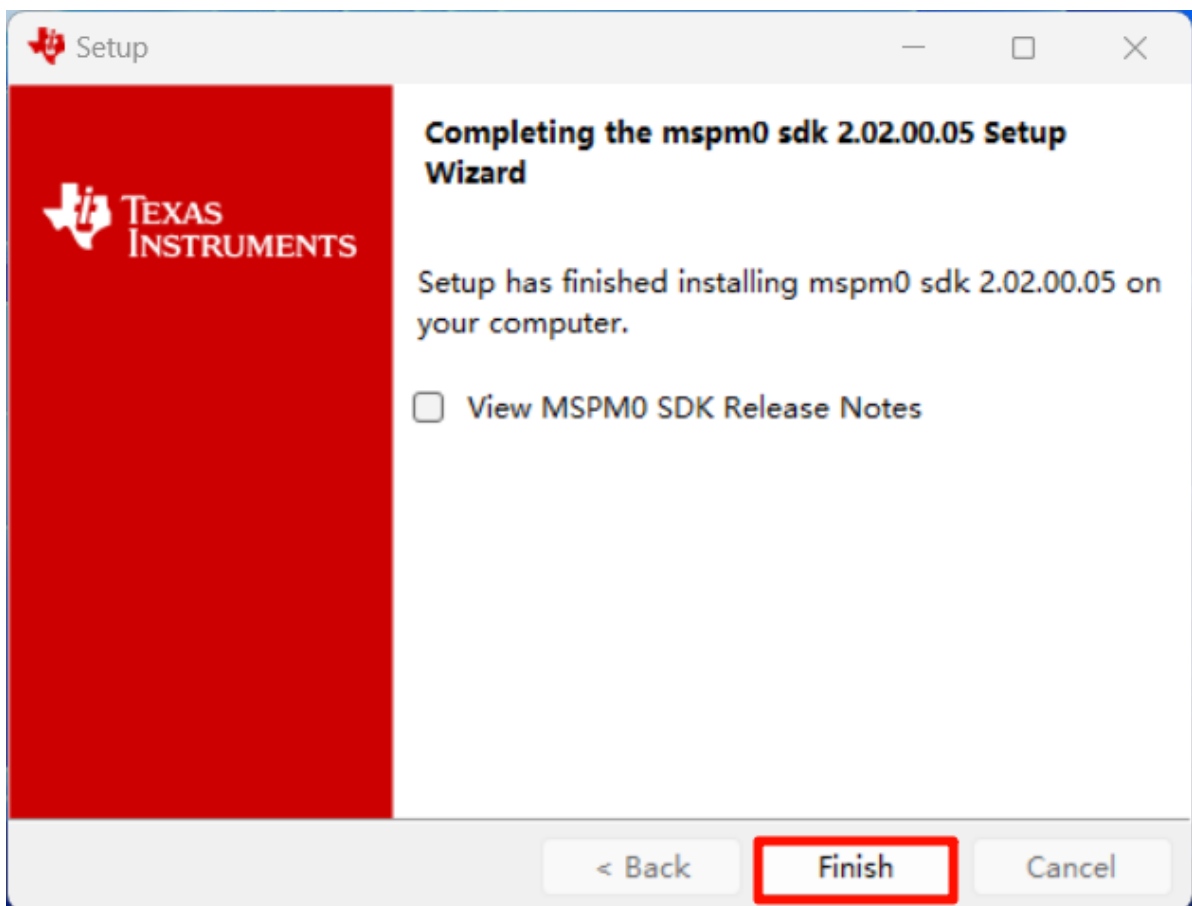 Setup
Completing the mspm0 sdk 2.02.00.05 Setup
Wizard
TEXAS
INSTRUMENTS
Setup has finished installing mspm0 sdk 2.02.00.05 on
your computer.
View MSPM0 SDK Release Notes
< Back
Finish
Cancel